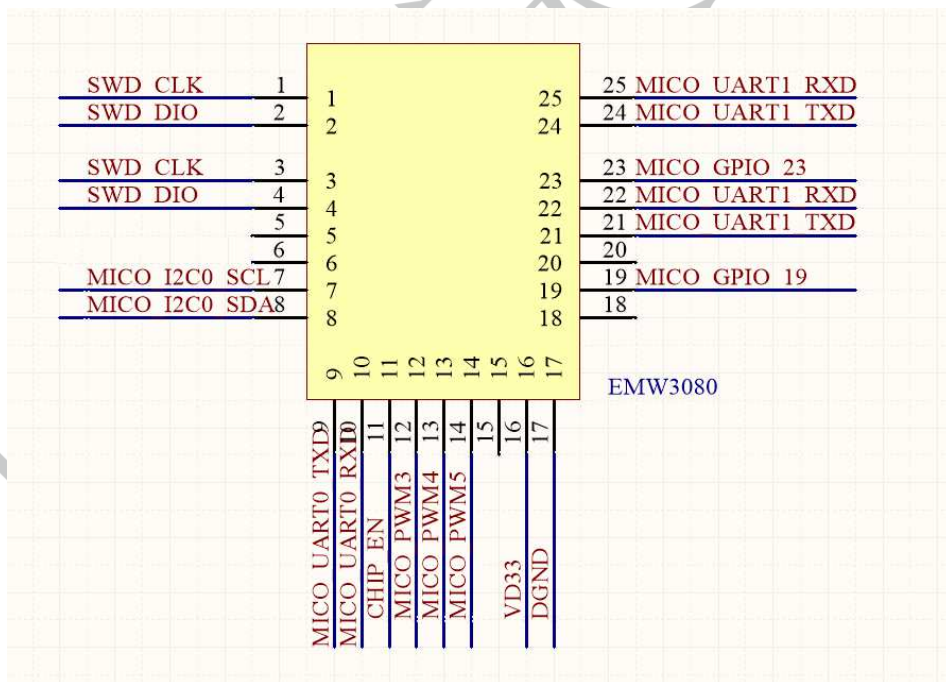 SWD CLK 1 1
SWD DIO 2 2
SWD CLK 3 3
SWD DIO 4 4
5 5
6 6
MICO I2C0 SCL 7 7
MICO I2C0 SDA 8 8
25 25 MICO UART1 RXD
24 24 MICO UART1 TXD
23 23 MICO GPIO 23
22 22 MICO UART1 RXD
21 21 MICO UART1 TXD
20 20
19 19 MICO GPIO 19
18 18
9 10 11 12 13 14 15 16 17
EMW3080
MICO UART0 TXD 9
MICO UART0 RXD 10
CHIP EN 11
MICO PWM3 12
MICO PWM4 13
MICO PWM5 14
15
VD33 16
DGND 17